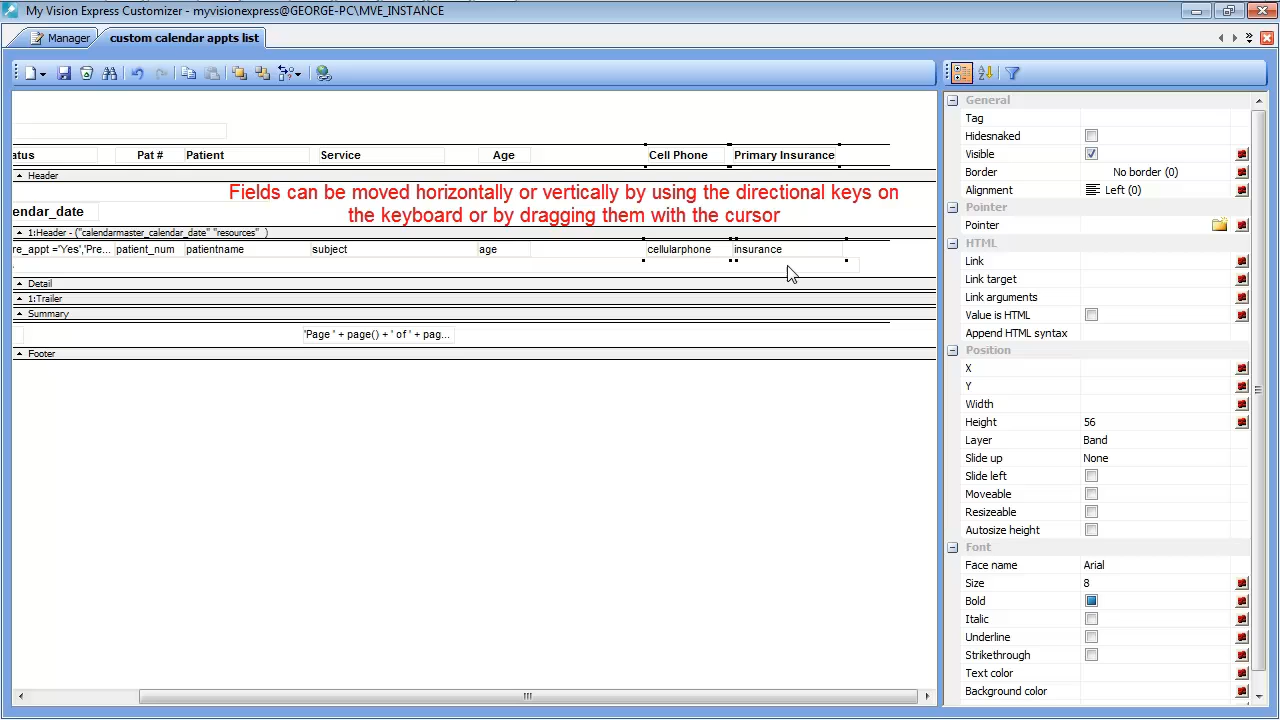 My Vision Express Customizer - myvisionexpress@GEORGE-PC\MVE_INSTANCE
Manager
custom calendar appts list
atus
Pat #
Patient
Service
Age
Cell Phone
Primary Insurance
Header
Fields can be moved horizontally or vertically by using the directional keys on
the keyboard or by dragging them with the cursor
endar_date
1:Header - ("calendarmaster_calendar_date" "resources" )
re_appt ='Yes','Pre...
patient_num
patientname
subject
age
cellularphone
insurance
Detail
1:Trailer
Summary
'Page ' + page() + ' of ' + pag...
Footer
General
Tag
Hidesnaked
Visible
Border No border (0)
Alignment Left (0)
Pointer
Pointer
HTML
Link
Link target
Link arguments
Value is HTML
Append HTML syntax
Position
X
Y
Width
Height 56
Layer Band
Slide up None
Slide left
Moveable
Resizeable
Autosize height
Font
Face name Arial
Size 8
Bold
Italic
Underline
Strikethrough
Text color
Background color